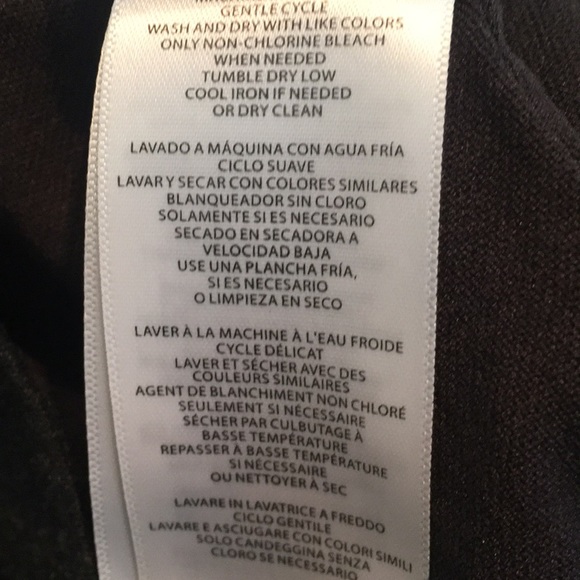 GENTLE CYCLE
WASH AND DRY WITH LIKE COLORS
ONLY NON-CHLORINE BLEACH
WHEN NEEDED
TUMBLE DRY LOW
COOL IRON IF NEEDED
OR DRY CLEAN
LAVADO A MÁQUINA CON AGUA FRÍA
CICLO SUAVE
LAVAR Y SECAR CON COLORES SIMILARES
BLANQUEADOR SIN CLORO
SOLAMENTE SI ES NECESARIO
SECADO EN SECADORA A
VELOCIDAD BAJA
USE UNA PLANCHA FRÍA,
SI ES NECESARIO
O LIMPIEZA EN SECO
LAVER À LA MACHINE À L'EAU FROIDE
CYCLE DÉLICAT
LAVER ET SÉCHER AVEC DES
COULEURS SIMILAIRES
AGENT DE BLANCHIMENT NON CHLORÉ
SEULEMENT SI NÉCESSAIRE
SÉCHER PAR CULBUTAGE À
BASSE TEMPÉRATURE
REPASSER À BASSE TEMPÉRATURE
SI NÉCESSAIRE
OU NETTOYER À SEC
LAVARE IN LAVATRICE A FREDDO
CICLO GENTILE
LAVARE E ASCIUGARE CON COLORI SIMILI
SOLO CANDEGGINA SENZA
CLORO SE NECESSARIO